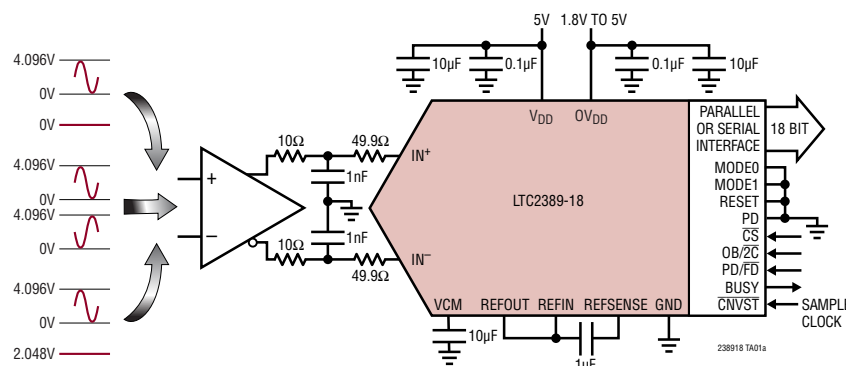 5V
1.8V TO 5V
10µF
0.1µF
0.1µF
10µF
4.096V
0V
0V
4.096V
0V
4.096V
0V
4.096V
0V
2.048V
+
–
10Ω
49.9Ω
1nF
1nF
10Ω
49.9Ω
VDD
OVDD
IN+
IN–
LTC2389-18
VCM
REFOUT
REFIN
REFSENSE
GND
10µF
1µF
PARALLEL
OR SERIAL
INTERFACE
18 BIT
MODE0
MODE1
RESET
PD
CS
OB/2C
PD/FD
BUSY
CNVST
SAMPLE
CLOCK
238918 TA01a